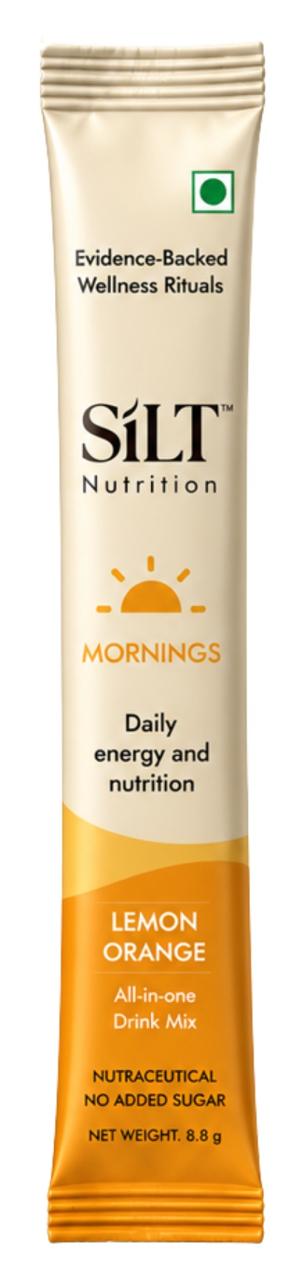 Evidence-Backed
Wellness Rituals
SíLT™
Nutrition
MORNINGS
Daily
energy and
nutrition
LEMON
ORANGE
All-in-one
Drink Mix
NUTRACEUTICAL
NO ADDED SUGAR
NET WEIGHT. 8.8 g